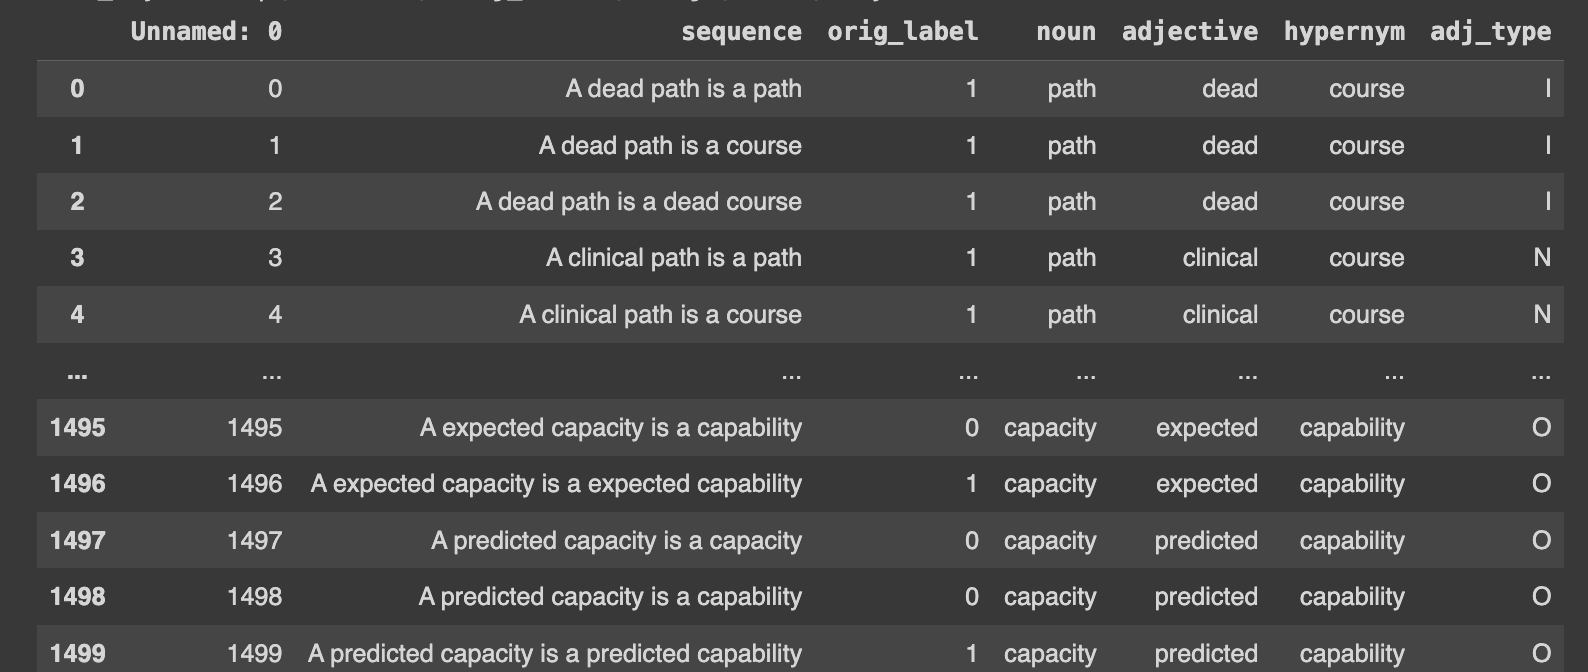 Unnamed: 0 sequence orig_label noun adjective hypernym adj_type
0 0 A dead path is a path 1 path dead course I
1 1 A dead path is a course 1 path dead course I
2 2 A dead path is a dead course 1 path dead course I
3 3 A clinical path is a path 1 path clinical course N
4 4 A clinical path is a course 1 path clinical course N
... ... ... ... ... ... ... ...
1495 1495 A expected capacity is a capability 0 capacity expected capability O
1496 1496 A expected capacity is a expected capability 1 capacity expected capability O
1497 1497 A predicted capacity is a capacity 0 capacity predicted capability O
1498 1498 A predicted capacity is a capability 0 capacity predicted capability O
1499 1499 A predicted capacity is a predicted capability 1 capacity predicted capability O